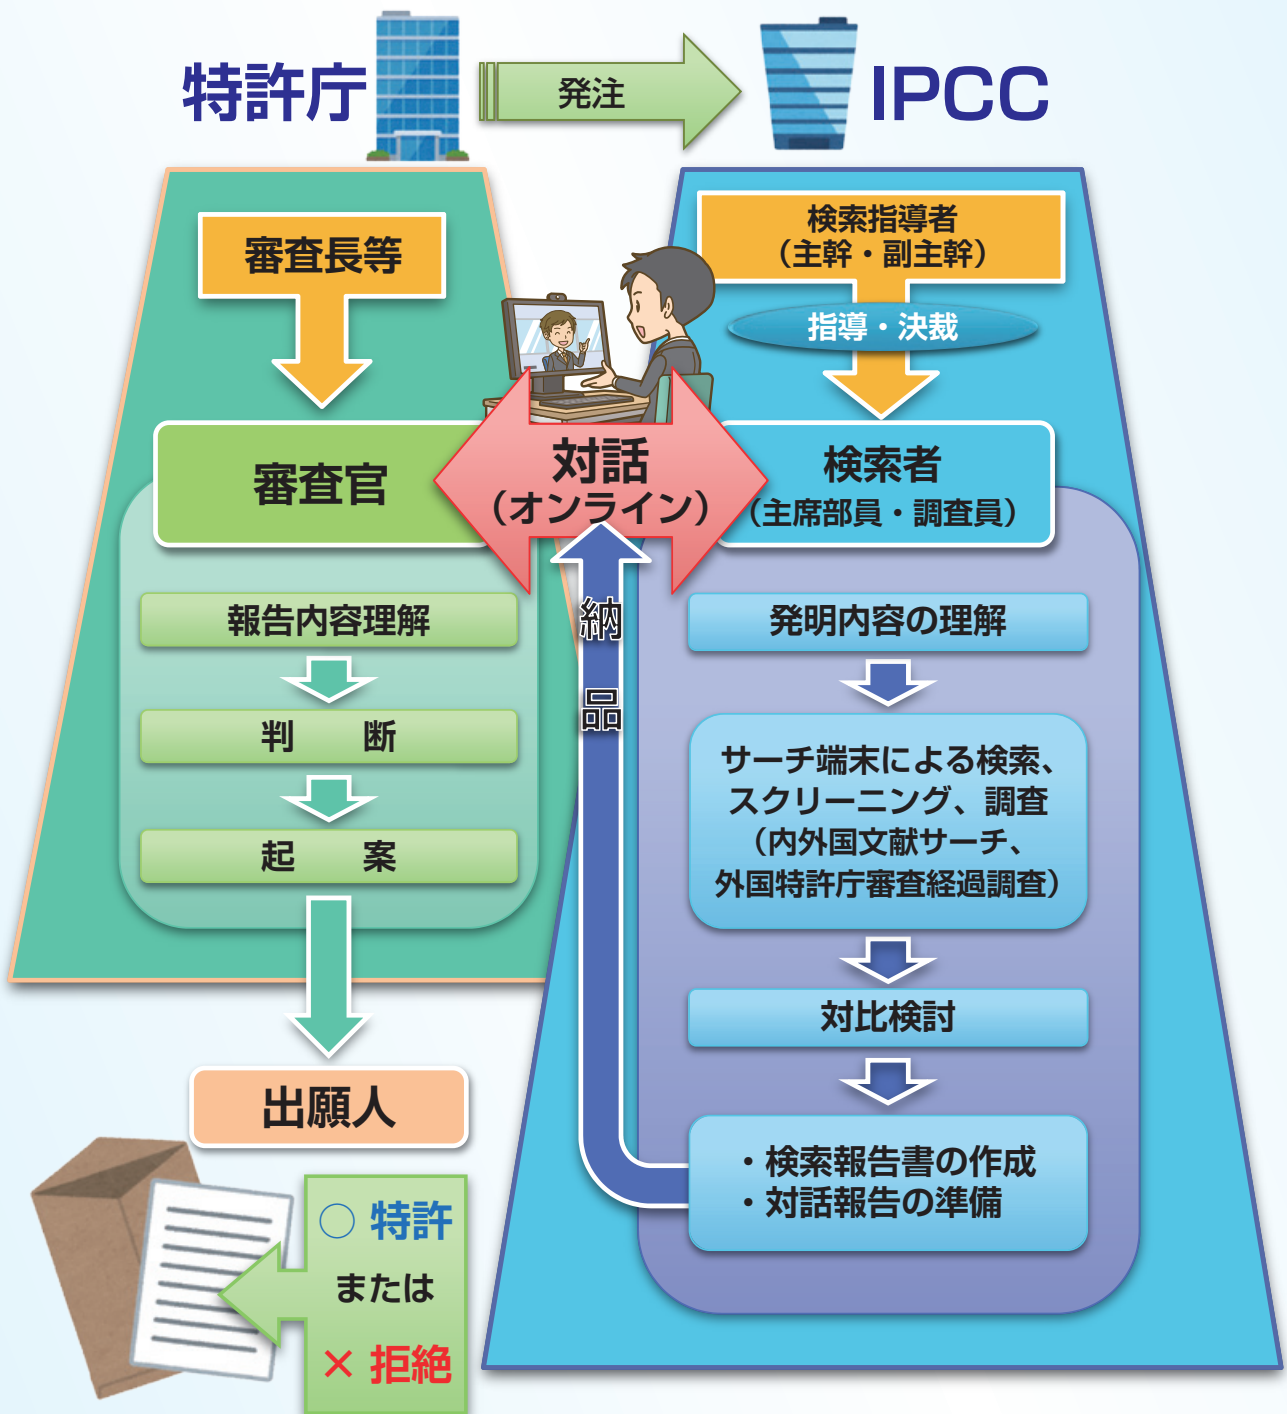 特許庁
発注
IPCC
審査長等
審査官
報告内容理解
判　断
起　案
出願人
○ 特許
または
× 拒絶
対話
（オンライン）
納
品
検索指導者
（主幹・副主幹）
指導・決裁
検索者
（主席部員・調査員）
発明内容の理解
サーチ端末による検索、
スクリーニング、調査
（内外国文献サーチ、
外国特許庁審査経過調査）
対比検討
・検索報告書の作成
・対話報告の準備